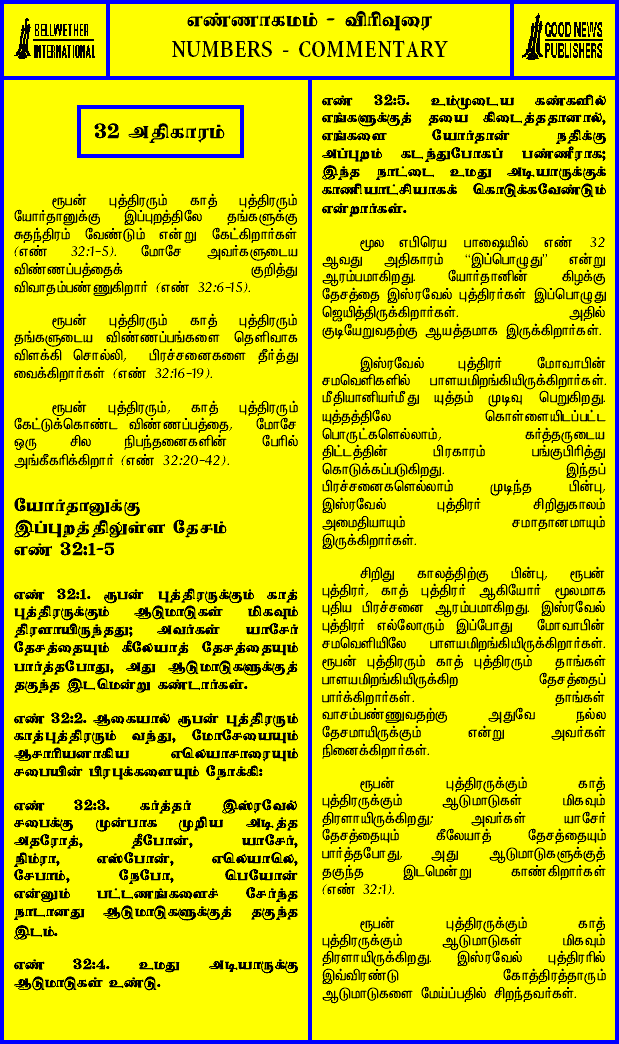 BELLWETHER
INTERNATIONAL
எண்ணாகமம் - விரிவுரை
NUMBERS - COMMENTARY
GOOD NEWS
PUBLISHERS
32 அதிகாரம்
ரூபன் புத்திரரும் காத் புத்திரரும்
யோர்தானுக்கு இப்புறத்திலே தங்களுக்கு
சுதந்திரம் வேண்டும் என்று கேட்கிறார்கள்
(எண் 32:1-5). மோசே அவர்களுடைய
விண்ணப்பத்தைக் குறித்து
விவாதம்பண்ணுகிறார் (எண் 32:6-15).
ரூபன் புத்திரரும் காத் புத்திரரும்
தங்களுடைய விண்ணப்பங்களை தெளிவாக
விளக்கி சொல்லி, பிரச்சனைகளை தீர்த்து
வைக்கிறார்கள் (எண் 32:16-19).
ரூபன் புத்திரரும், காத் புத்திரரும்
கேட்டுக்கொண்ட விண்ணப்பத்தை, மோசே
ஒரு சில நிபந்தனைகளின் பேரில்
அங்கீகரிக்கிறார் (எண் 32:20-42).
யோர்தானுக்கு
இப்புறத்திலுள்ள தேசம்
எண் 32:1-5
எண் 32:1. ரூபன் புத்திரருக்கும் காத்
புத்திரருக்கும் ஆடுமாடுகள் மிகவும்
திரளாயிருந்தது; அவர்கள் யாசேர்
தேசத்தையும் கீலேயாத் தேசத்தையும்
பார்த்தபோது, அது ஆடுமாடுகளுக்குத்
தகுந்த இடமென்று கண்டார்கள்.
எண் 32:2. ஆகையால் ரூபன் புத்திரரும்
காத்புத்திரரும் வந்து, மோசேயையும்
ஆசாரியனாகிய எலெயாசாரையும்
சபையின் பிரபுக்களையும் நோக்கி:
எண் 32:3. கர்த்தர் இஸ்ரவேல்
சபைக்கு முன்பாக முறிய அடித்த
அதரோத், தீபோன், யாசேர்,
நிம்ரா, எஸ்போன், எலெயாலெ,
சேபாம், நேபோ, பெயோன்
என்னும் பட்டணங்களைச் சேர்ந்த
நாடானது ஆடுமாடுகளுக்குத் தகுந்த
இடம்.
எண் 32:4. உமது அடியாருக்கு
ஆடுமாடுகள் உண்டு.
எண் 32:5. உம்முடைய கண்களில்
எங்களுக்குத் தயை கிடைத்ததானால்,
எங்களை யோர்தான் நதிக்கு
அப்புறம் கடந்துபோகப் பண்ணீராக;
இந்த நாட்டை உமது அடியாருக்குக்
காணியாட்சியாகக் கொடுக்கவேண்டும்
என்றார்கள்.
மூல எபிரெய பாஷையில் எண் 32
ஆவது அதிகாரம் “இப்பொழுது” என்று
ஆரம்பமாகிறது. யோர்தானின் கிழக்கு
தேசத்தை இஸ்ரவேல் புத்திரர்கள் இப்பொழுது
ஜெயித்திருக்கிறார்கள். அதில்
குடியேறுவதற்கு ஆயத்தமாக இருக்கிறார்கள்.
இஸ்ரவேல் புத்திரர் மோவாபின்
சமவெளிகளில் பாளயமிறங்கியிருக்கிறார்கள்.
மீதியானியர்மீது யுத்தம் முடிவு பெறுகிறது.
யுத்தத்திலே கொள்ளையிடப்பட்ட
பொருட்களெல்லாம், கர்த்தருடைய
திட்டத்தின் பிரகாரம் பங்குபிரித்து
கொடுக்கப்படுகிறது. இந்தப்
பிரச்சனைகளெல்லாம் முடிந்த பின்பு,
இஸ்ரவேல் புத்திரர் சிறிதுகாலம்
அமைதியாயும் சமாதானமாயும்
இருக்கிறார்கள்.
சிறிது காலத்திற்கு பின்பு, ரூபன்
புத்திரர், காத் புத்திரர் ஆகியோர் மூலமாக
புதிய பிரச்சனை ஆரம்பமாகிறது. இஸ்ரவேல்
புத்திரர் எல்லோரும் இப்போது மோவாபின்
சமவெளியிலே பாளயமிறங்கியிருக்கிறார்கள்.
ரூபன் புத்திரரும் காத் புத்திரரும் தாங்கள்
பாளயமிறங்கியிருக்கிற தேசத்தைப்
பார்க்கிறார்கள். தாங்கள்
வாசம்பண்ணுவதற்கு அதுவே நல்ல
தேசமாயிருக்கும் என்று அவர்கள்
நினைக்கிறார்கள்.
ரூபன் புத்திரருக்கும் காத்
புத்திரருக்கும் ஆடுமாடுகள் மிகவும்
திரளாயிருக்கிறது; அவர்கள் யாசேர்
தேசத்தையும் கீலேயாத் தேசத்தையும்
பார்த்தபோது, அது ஆடுமாடுகளுக்குத்
தகுந்த இடமென்று காண்கிறார்கள்
(எண் 32:1).
ரூபன் புத்திரருக்கும் காத்
புத்திரருக்கும் ஆடுமாடுகள் மிகவும்
திரளாயிருக்கிறது. இஸ்ரவேல் புத்திரரில்
இவ்விரண்டு கோத்திரத்தாரும்
ஆடுமாடுகளை மேய்ப்பதில் சிறந்தவர்கள்.